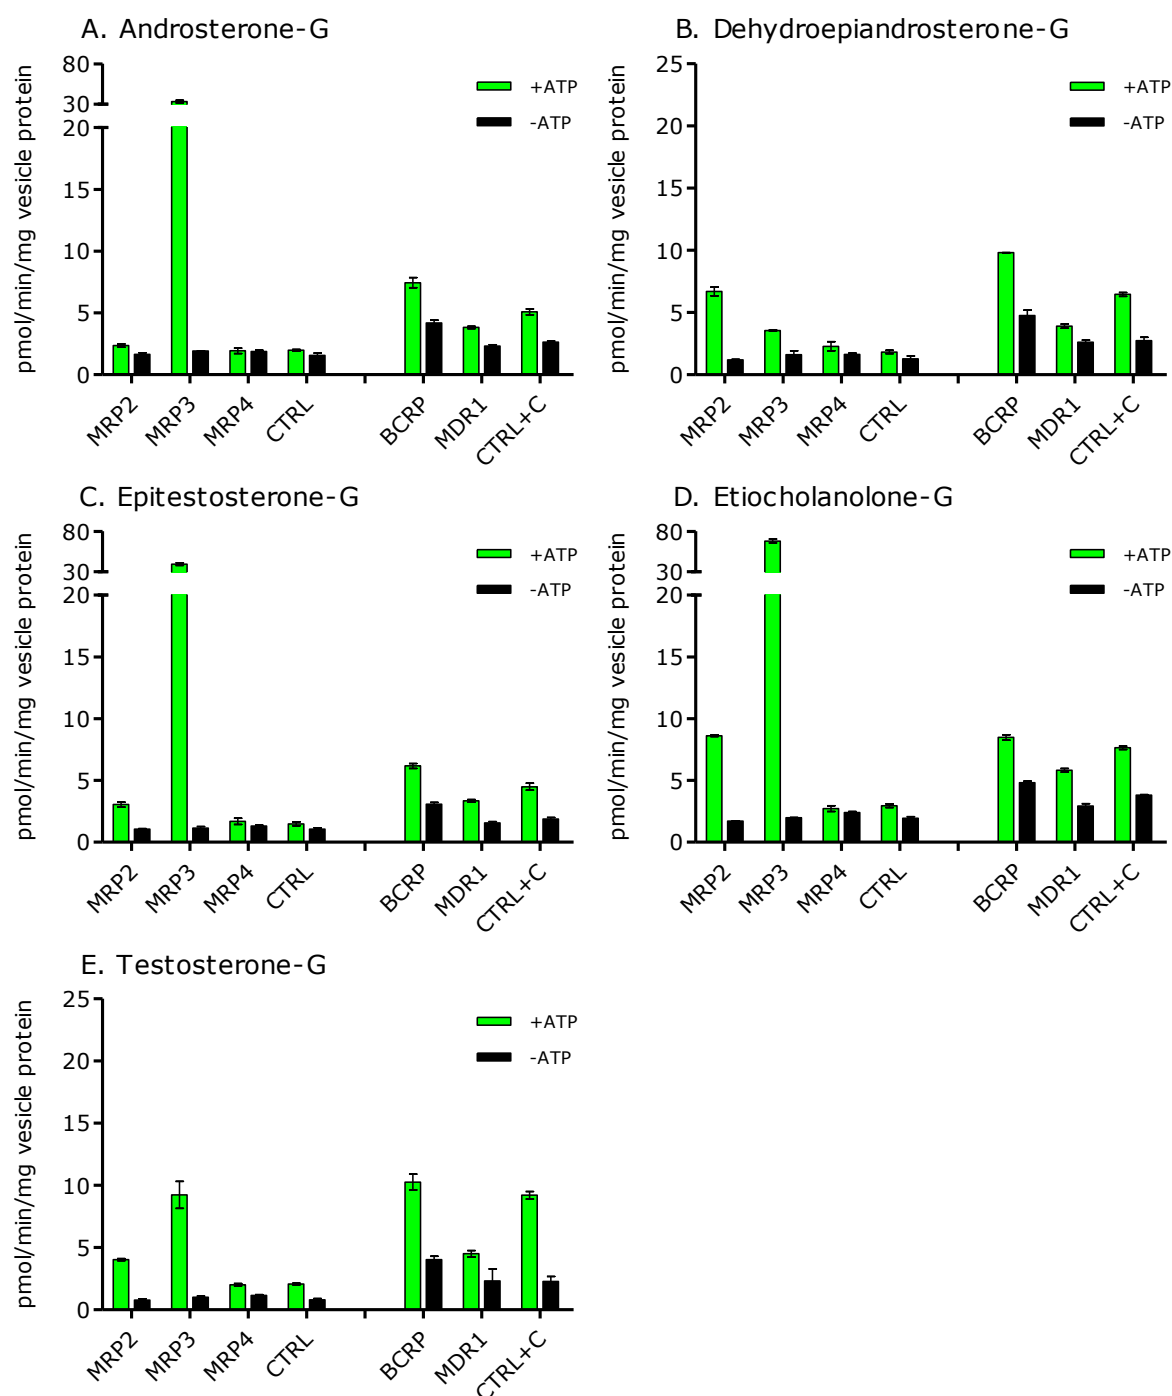 A. Androsterone-G
pmol/min/mg vesicle protein
80
30
20
15
10
5
0
+ATP
-ATP
MRP2
MRP3
MRP4
CTRL
BCRP
MDR1
CTRL+C
B. Dehydroepiandrosterone-G
pmol/min/mg vesicle protein
25
20
15
10
5
0
+ATP
-ATP
MRP2
MRP3
MRP4
CTRL
BCRP
MDR1
CTRL+C
C. Epitestosterone-G
pmol/min/mg vesicle protein
80
30
20
15
10
5
0
+ATP
-ATP
MRP2
MRP3
MRP4
CTRL
BCRP
MDR1
CTRL+C
D. Etiocholanolone-G
pmol/min/mg vesicle protein
80
30
20
15
10
5
0
+ATP
-ATP
MRP2
MRP3
MRP4
CTRL
BCRP
MDR1
CTRL+C
E. Testosterone-G
pmol/min/mg vesicle protein
25
20
15
10
5
0
+ATP
-ATP
MRP2
MRP3
MRP4
CTRL
BCRP
MDR1
CTRL+C